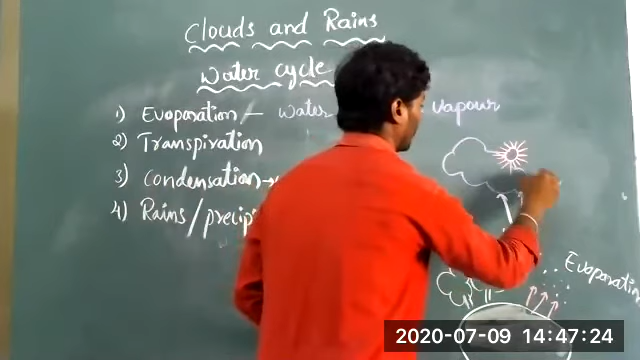 Clouds and Rains
Water cycle
1) Evaporation — water vapour
2) Transpiration
3) Condensation →
4) Rains/precipi
Evaporation
2020-07-09 14:47:24